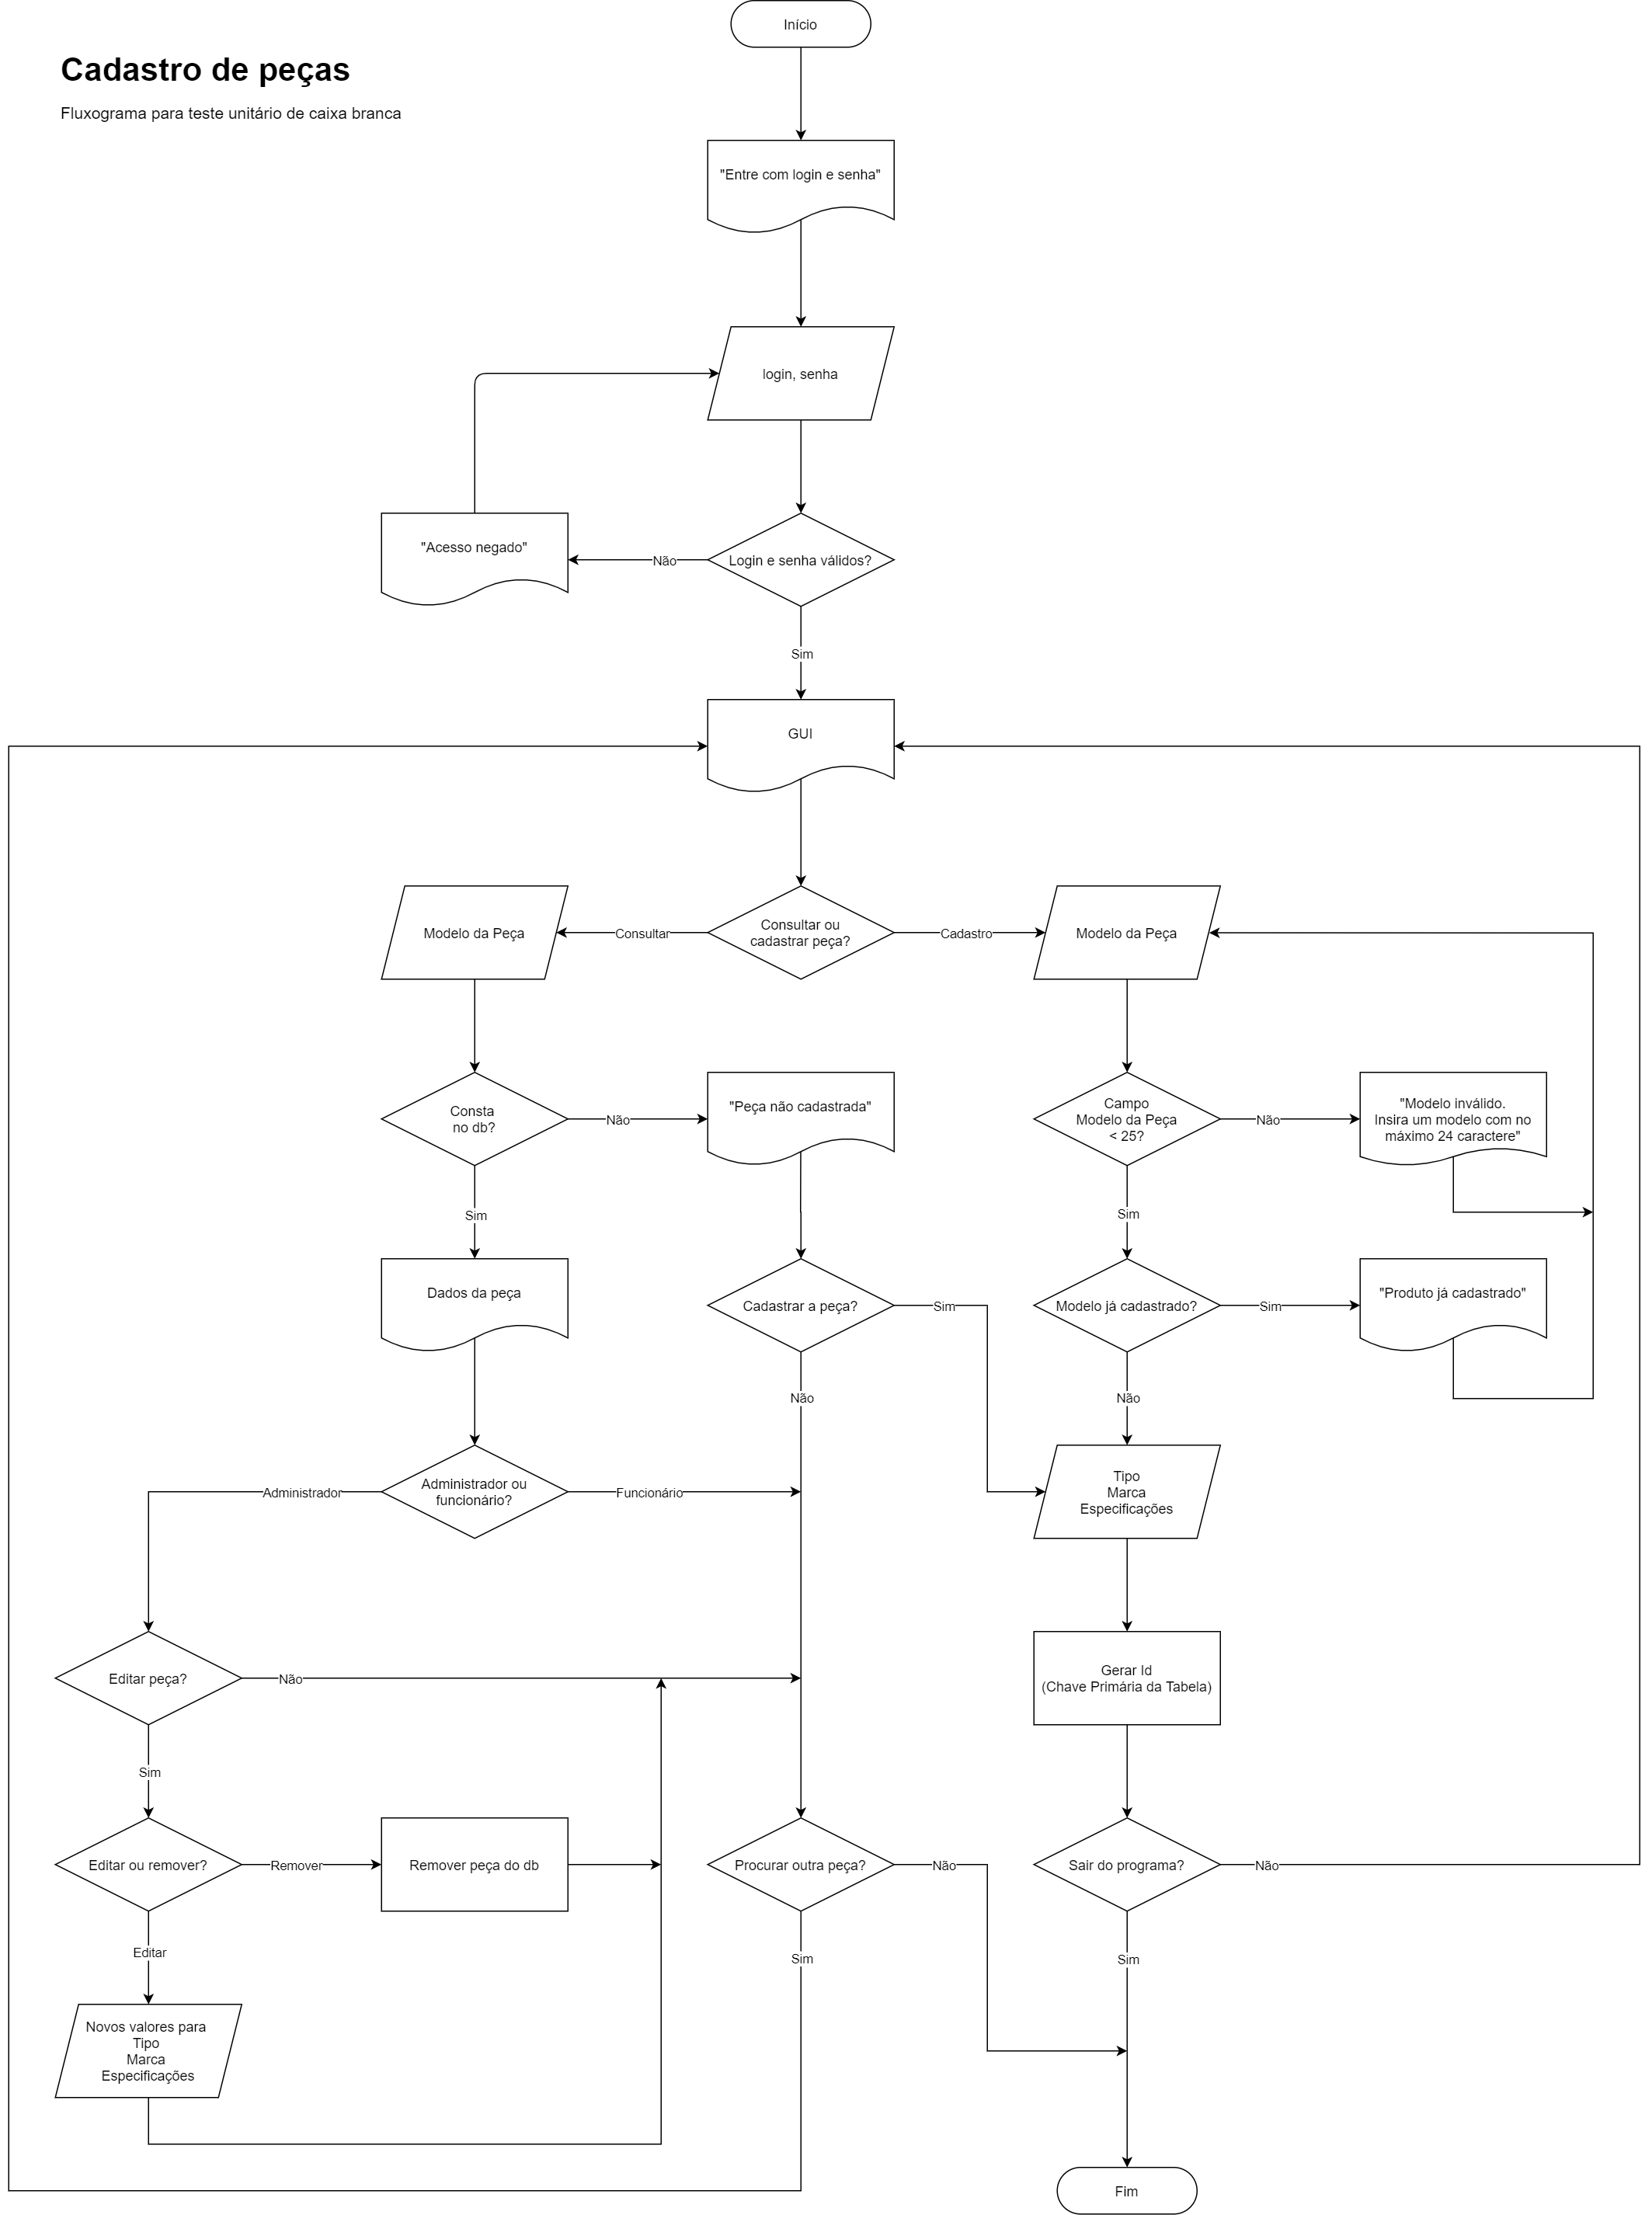 Início
Cadastro de peças
Fluxograma para teste unitário de caixa branca
"Entre com login e senha"
login, senha
"Acesso negado"
Não
Login e senha válidos?
Sim
GUI
Modelo da Peça
Consultar
Consultar ou
cadastrar peça?
Cadastro
Modelo da Peça
Consta
no db?
Não
"Peça não cadastrada"
Campo
Modelo da Peça
< 25?
Não
"Modelo inválido.
Insira um modelo com no
máximo 24 caractere"
Sim
Sim
Dados da peça
Cadastrar a peça?
Sim
Modelo já cadastrado?
Sim
"Produto já cadastrado"
Não
Não
Administrador
Administrador ou
funcionário?
Funcionário
Tipo
Marca
Especificações
Editar peça?
Não
Gerar Id
(Chave Primária da Tabela)
Sim
Editar ou remover?
Remover
Remover peça do db
Procurar outra peça?
Não
Sair do programa?
Não
Editar
Sim
Sim
Novos valores para
Tipo
Marca
Especificações
Fim